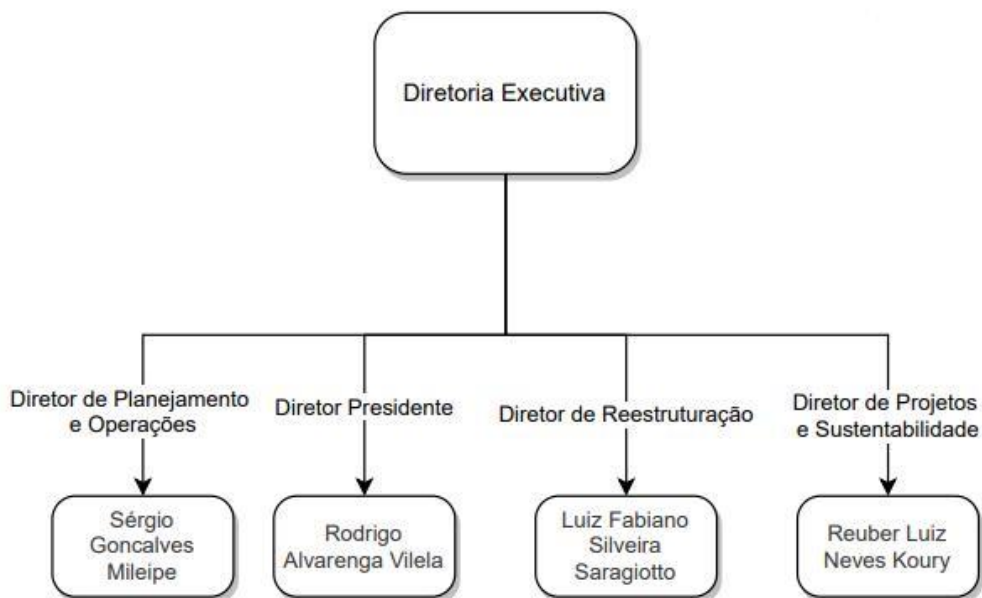 Diretoria Executiva
Diretor de Planejamento
e Operações
Diretor Presidente
Diretor de Reestruturação
Diretor de Projetos
e Sustentabilidade
Sérgio
Goncalves
Mileipe
Rodrigo
Alvarenga Vilela
Luiz Fabiano
Silveira
Saragiotto
Reuber Luiz
Neves Koury